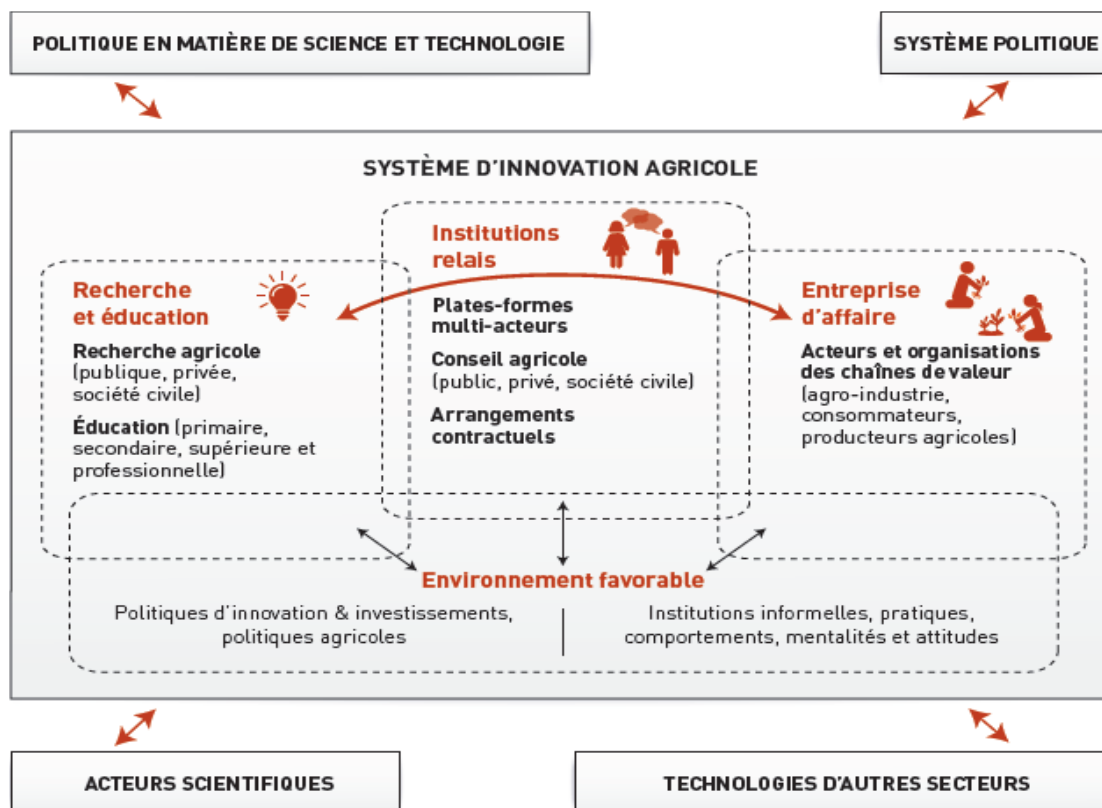 POLITIQUE EN MATIÈRE DE SCIENCE ET TECHNOLOGIE
SYSTÈME POLITIQUE
SYSTÈME D'INNOVATION AGRICOLE
Institutions
relais
Plates-formes
multi-acteurs
Conseil agricole
(public, privé, société civile)
Arrangements
contractuels
Recherche
et éducation
Recherche agricole
(publique, privée,
société civile)
Éducation (primaire,
secondaire, supérieure et
professionnelle)
Entreprise
d'affaire
Acteurs et organisations
des chaînes de valeur
(agro-industrie,
consommateurs,
producteurs agricoles)
Environnement favorable
Politiques d'innovation & investissements,
politiques agricoles
Institutions informelles, pratiques,
comportements, mentalités et attitudes
ACTEURS SCIENTIFIQUES
TECHNOLOGIES D'AUTRES SECTEURS